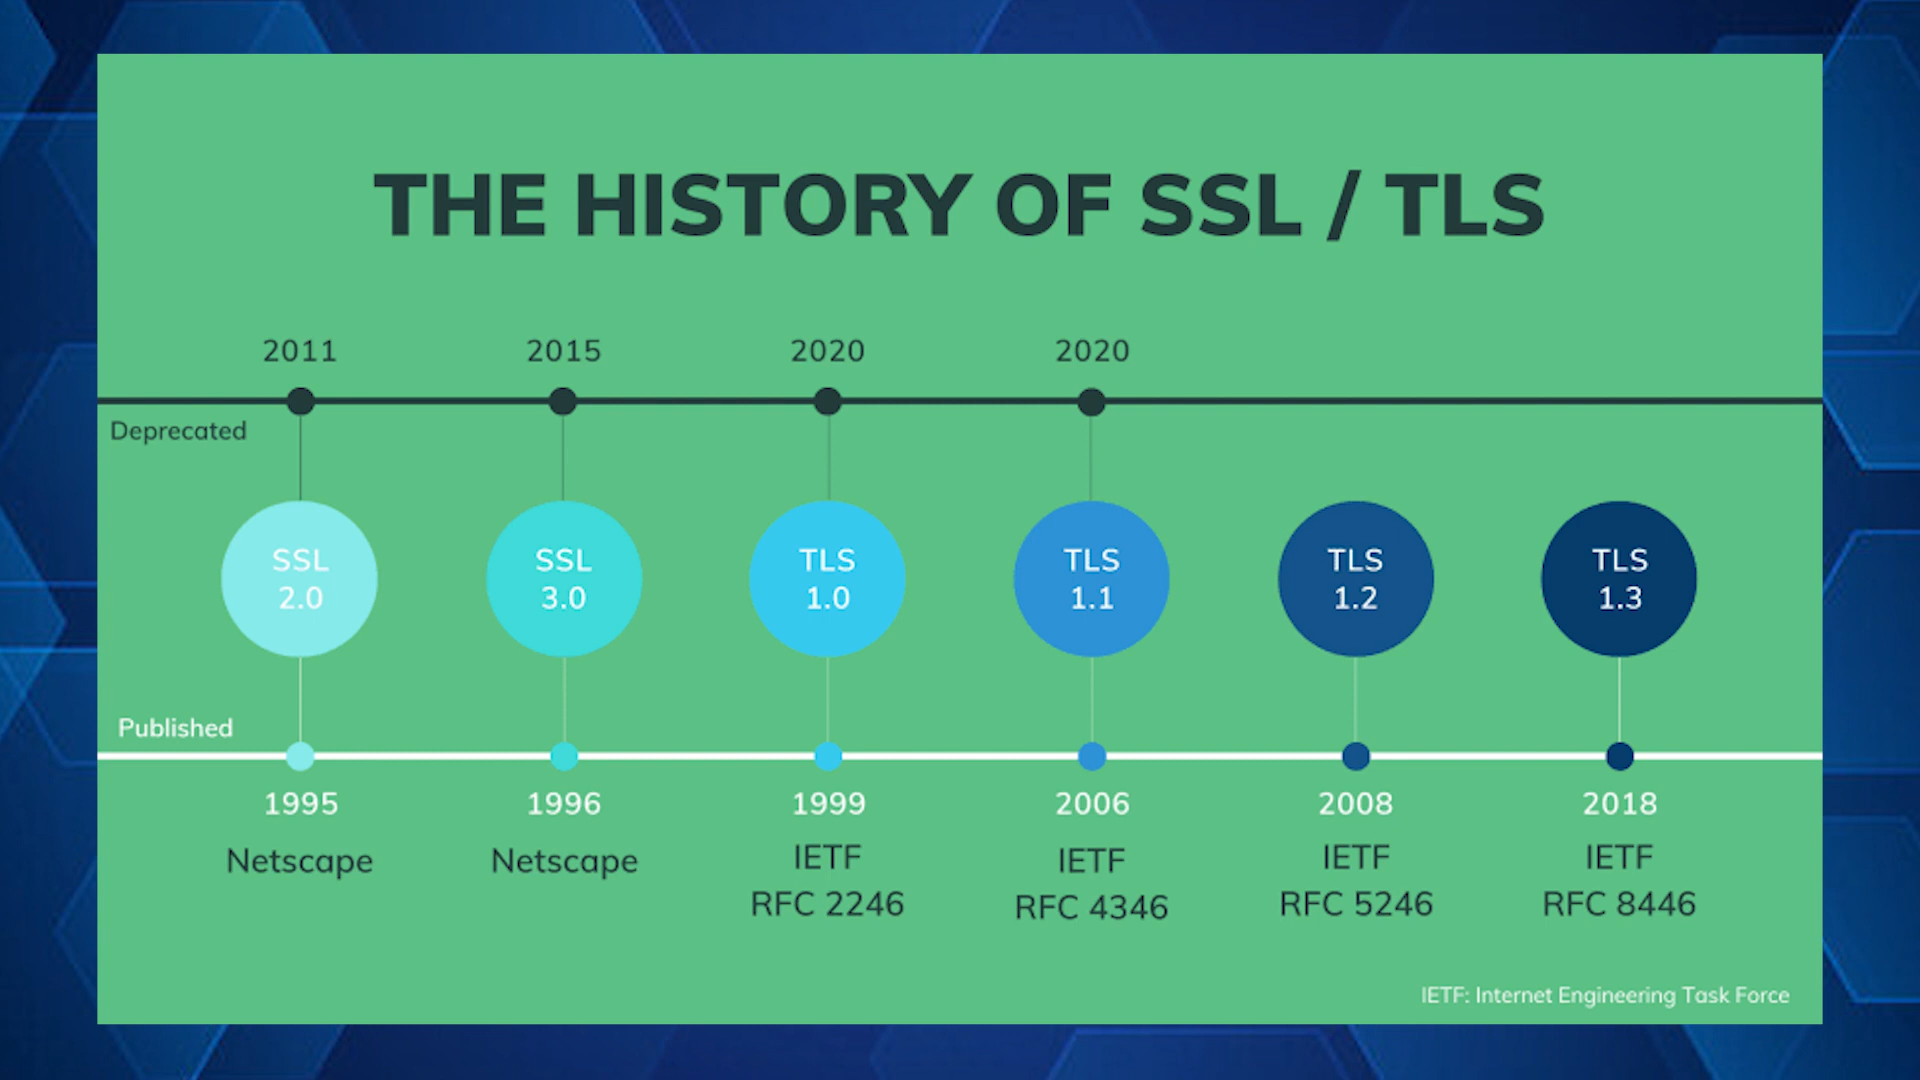 THE HISTORY OF SSL / TLS
2011 2015 2020 2020
Deprecated
SSL 2.0
SSL 3.0
TLS 1.0
TLS 1.1
TLS 1.2
TLS 1.3
Published
1995 1996 1999 2006 2008 2018
Netscape
Netscape
IETF
RFC 2246
IETF
RFC 4346
IETF
RFC 5246
IETF
RFC 8446
IETF: Internet Engineering Task Force